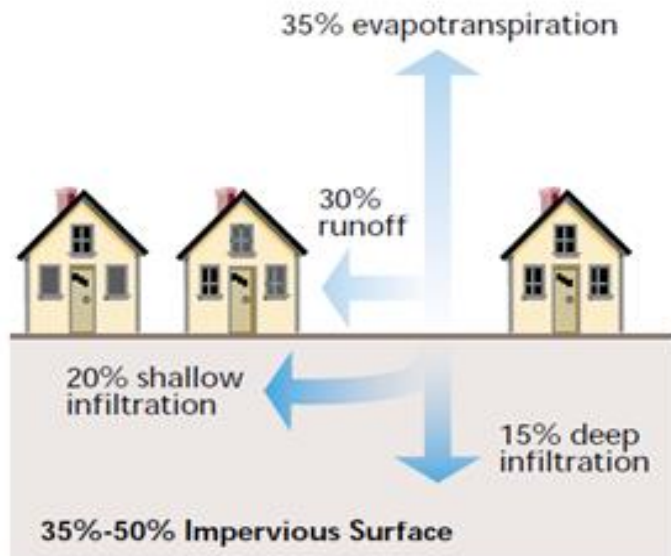 35% evapotranspiration
30%
runoff
20% shallow
infiltration
15% deep
infiltration
35%-50% Impervious Surface